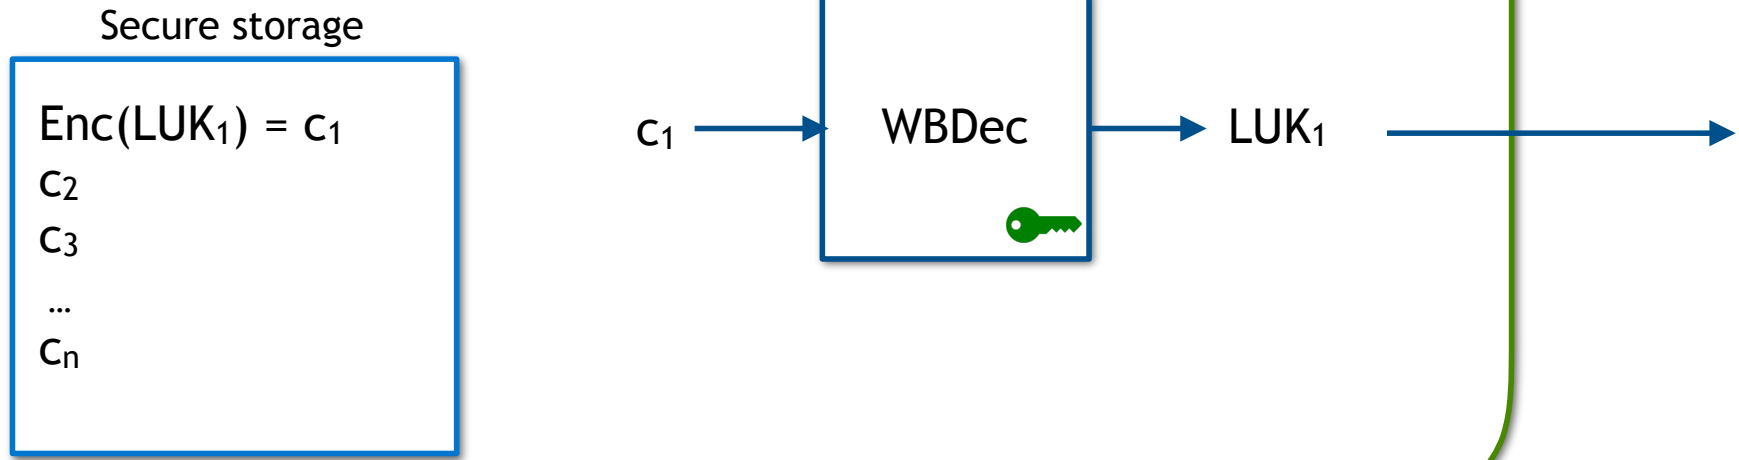 Secure storage
Enc(LUK₁) = c₁
c₂
c₃
…
cₙ
c₁
WBDec
LUK₁